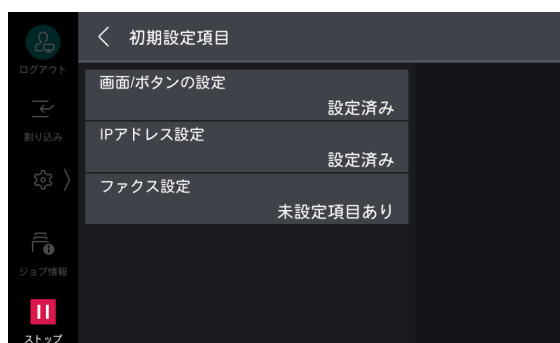 初期設定項目
ログアウト
画面/ボタンの設定
設定済み
割り込み
IPアドレス設定
設定済み
ファクス設定
未設定項目あり
ジョブ情報
ストップ